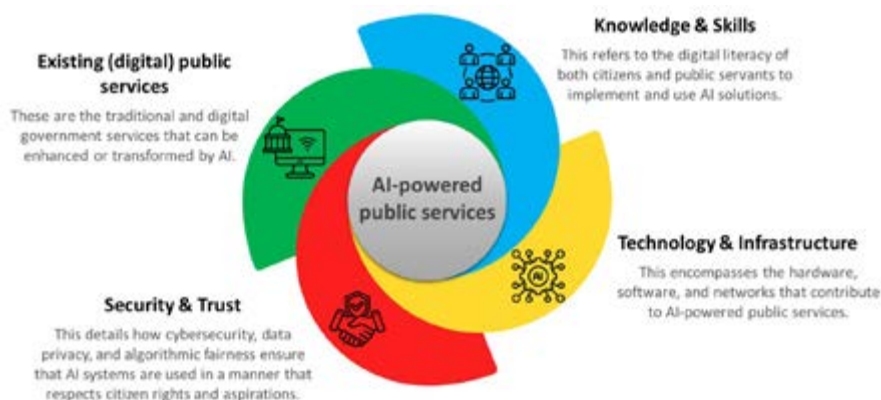 Knowledge & Skills
This refers to the digital literacy of
both citizens and public servants to
implement and use AI solutions.
Existing (digital) public
services
These are the traditional and digital
government services that can be
enhanced or transformed by AI.
AI-powered
public services
Technology & Infrastructure
This encompasses the hardware,
software, and networks that contribute
to AI-powered public services.
AI
Security & Trust
This details how cybersecurity, data
privacy, and algorithmic fairness ensure
that AI systems are used in a manner that
respects citizen rights and aspirations.